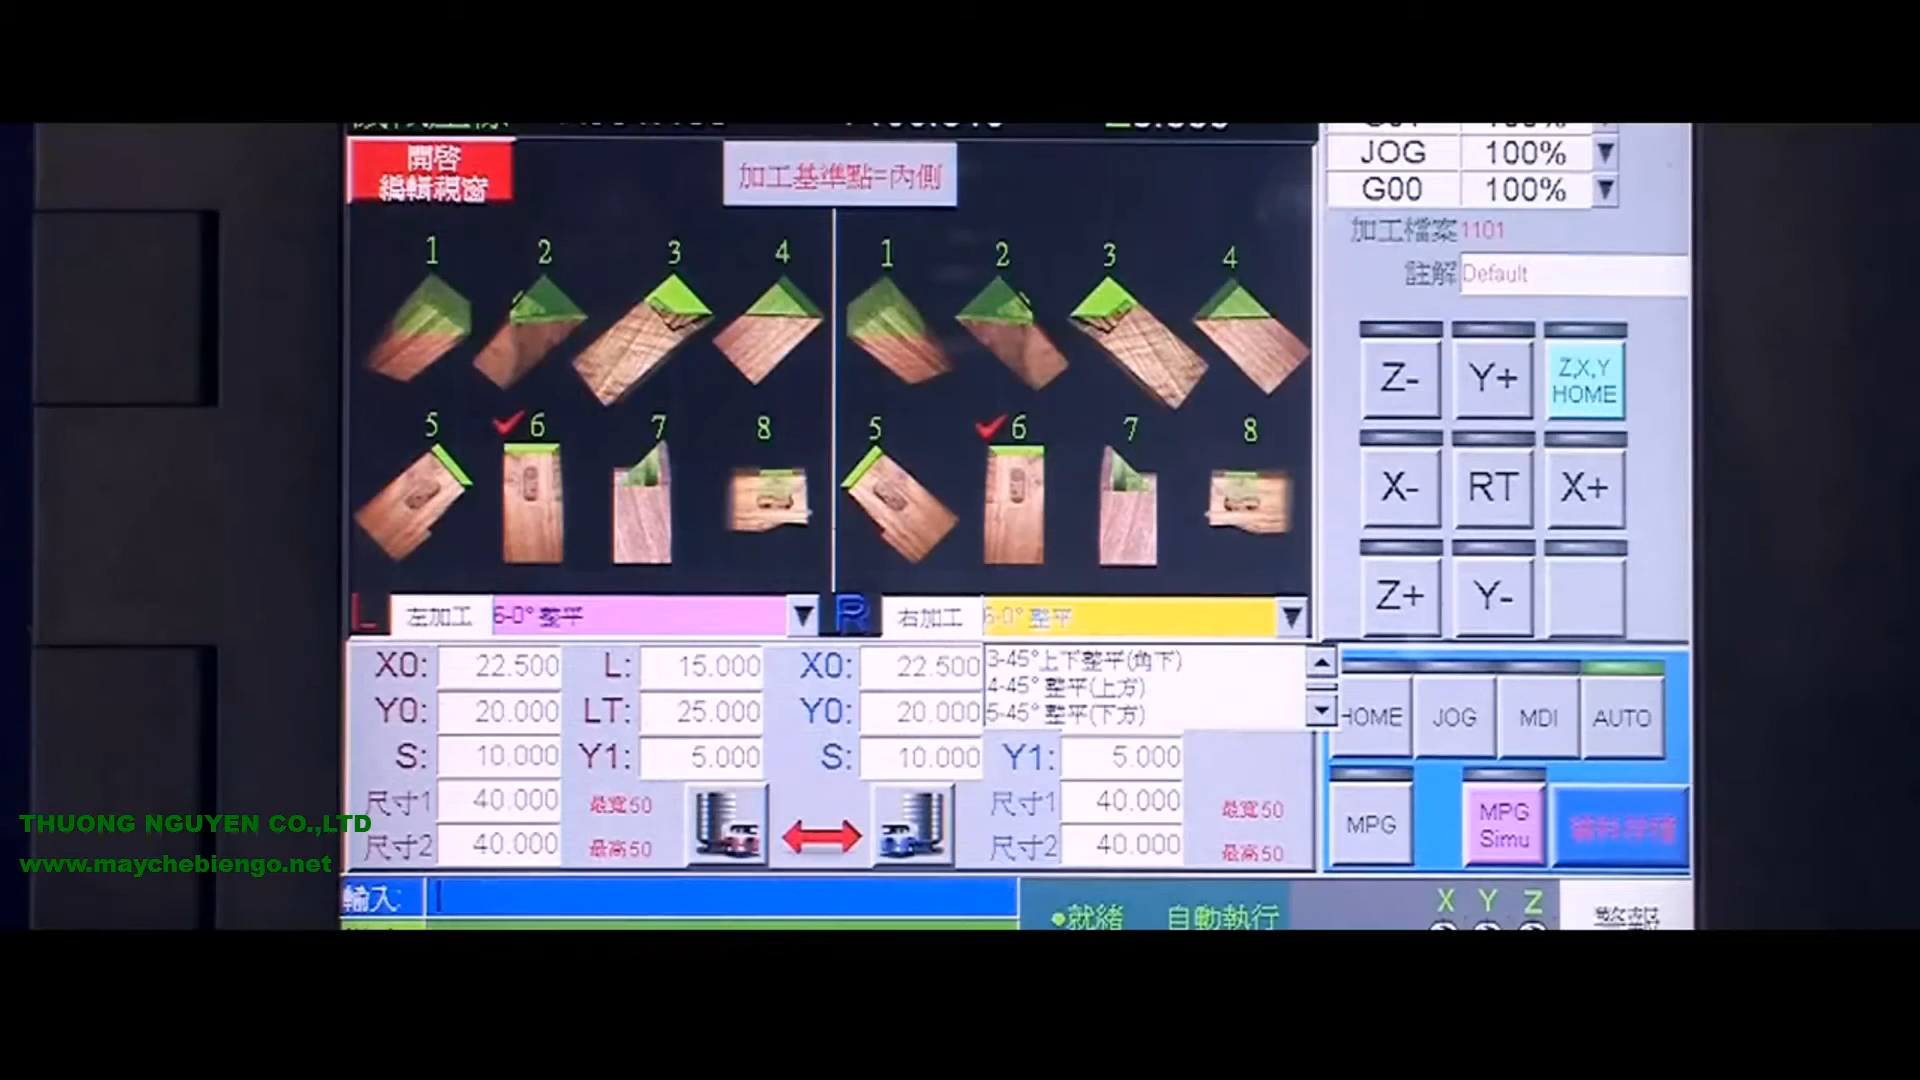 開啓
編輯視窗
加工基準點=內側
JOG 100%
G00 100%
加工檔案 1101
註解 Default
1 2 3 4 1 2 3 4
5 6 7 8 5 6 7 8
Z- Y+ Z,X,Y HOME
X- RT X+
Z+ Y-
L 左加工 6-0° 整平 R 右加工 6-0° 整平
3-45°上下整平(角下)
4-45° 整平(上方)
5-45° 整平(下方)
X0: 22.500 L: 15.000 X0: 22.500
Y0: 20.000 LT: 25.000 Y0: 20.000
S: 10.000 Y1: 5.000 S: 10.000 Y1: 5.000
尺寸1 40.000 最寬50 尺寸1 40.000 最寬50
尺寸2 40.000 最高50 尺寸2 40.000 最高50
HOME JOG MDI AUTO
MPG MPG Simu
輸入:
就緒 自動執行
X Y Z
THUONG NGUYEN CO.,LTD
www.maychebiengo.net